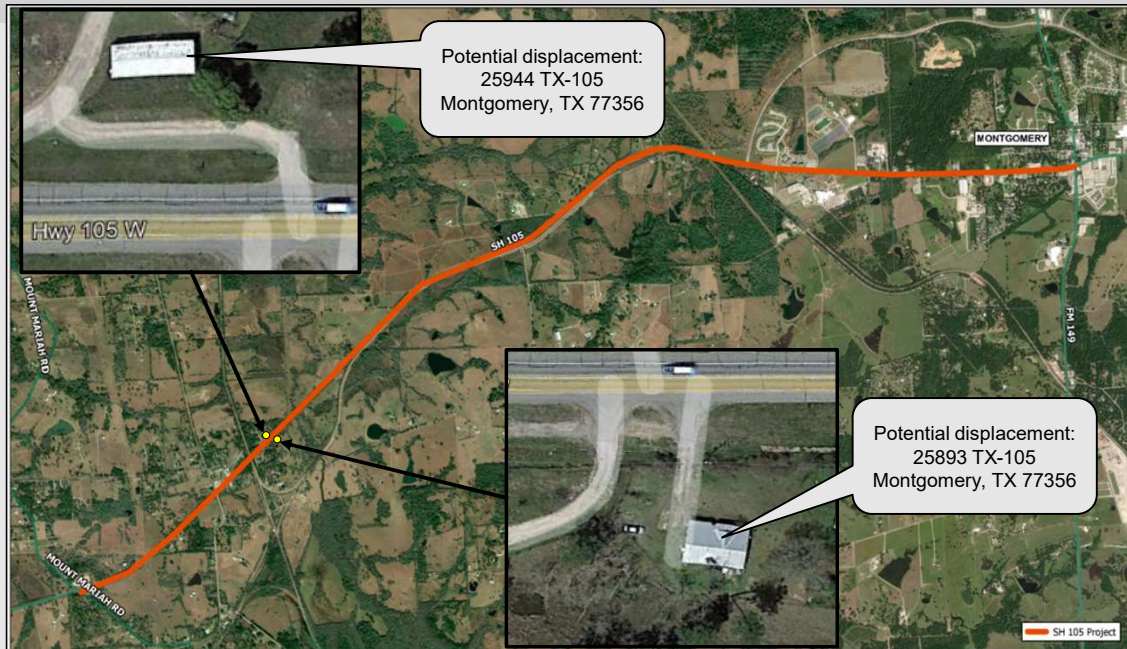 Potential displacement:
25944 TX-105
Montgomery, TX 77356
Hwy 105 W
MONTGOMERY
SH 105
MOUNT MARIAH RD
FM 149
Potential displacement:
25893 TX-105
Montgomery, TX 77356
MOUNT MARIAH RD
SH 105 Project